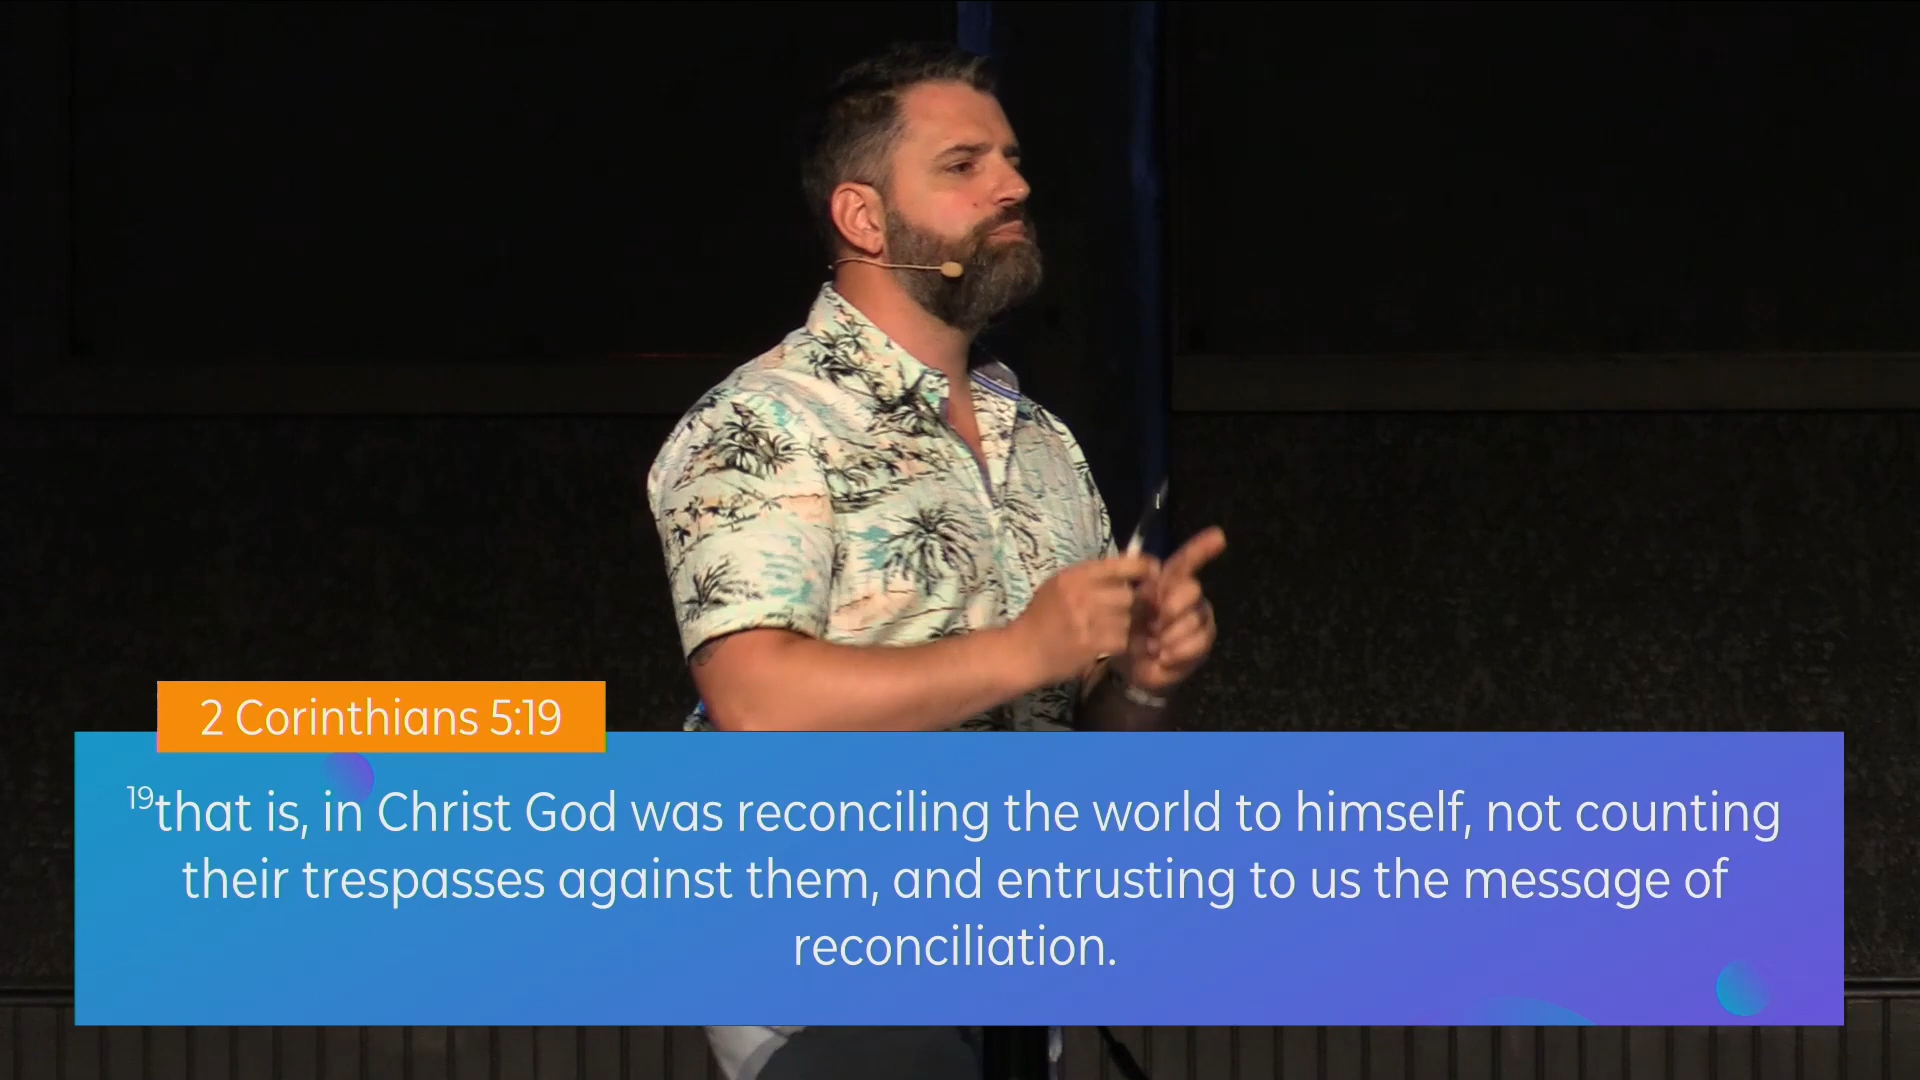 2 Corinthians 5:19
19that is, in Christ God was reconciling the world to himself, not counting
their trespasses against them, and entrusting to us the message of
reconciliation.